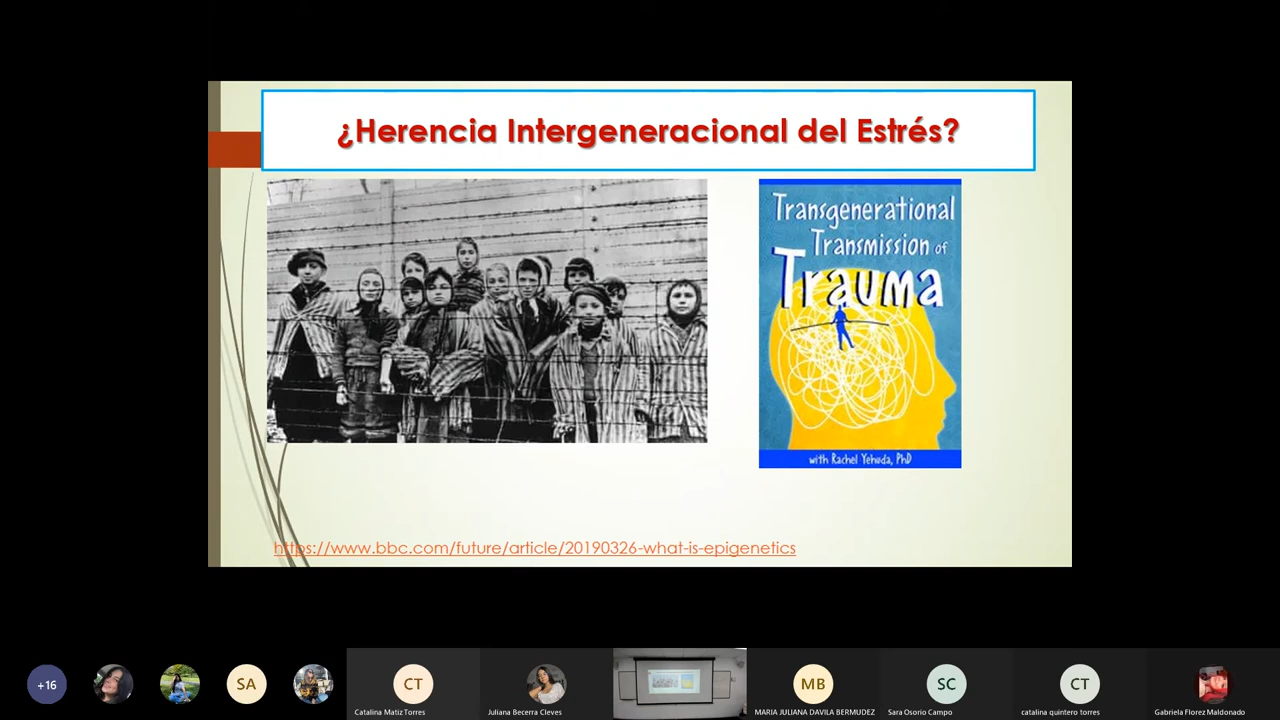 ¿Herencia Intergeneracional del Estrés?
Transgenerational
Transmission of
Trauma
with Rachel Yehuda, PhD
https://www.bbc.com/future/article/20190326-what-is-epigenetics
+16
SA
CT
Catalina Matiz Torres
Juliana Becerra Cleves
MB
MARIA JULIANA DAVILA BERMUDEZ
SC
Sara Osorio Campo
CT
catalina quintero torres
Gabriela Florez Maldonado